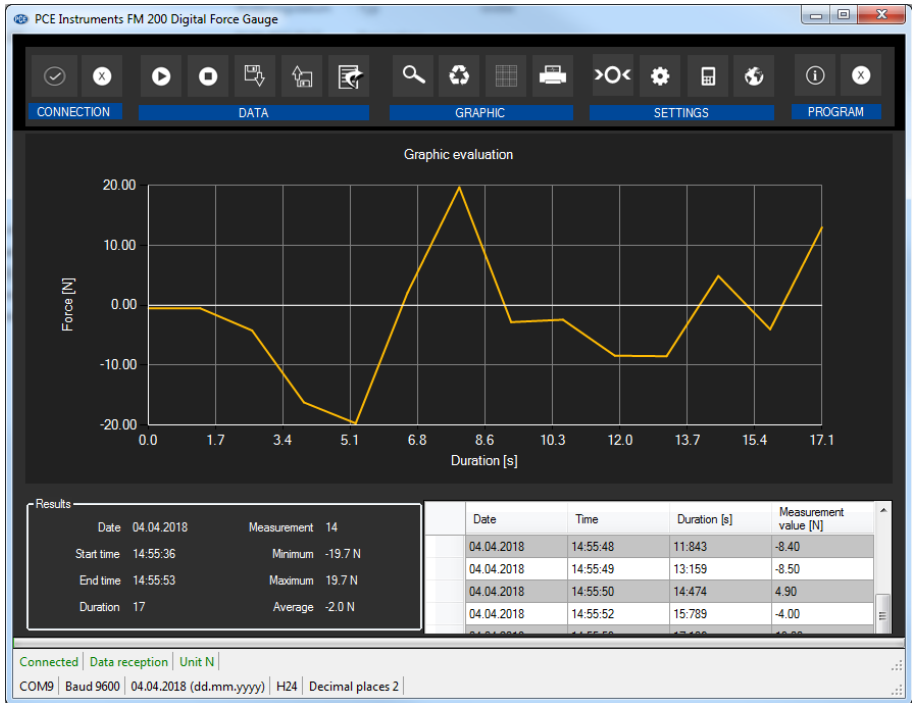 PCE Instruments FM 200 Digital Force Gauge
CONNECTION DATA GRAPHIC SETTINGS PROGRAM
Graphic evaluation
20.00
10.00
0.00
-10.00
-20.00
Force [N]
0.0 1.7 3.4 5.1 6.8 8.6 10.3 12.0 13.7 15.4 17.1
Duration [s]
Results
Date 04.04.2018 Measurement 14
Start time 14:55:36 Minimum -19.7 N
End time 14:55:53 Maximum 19.7 N
Duration 17 Average -2.0 N
Date Time Duration [s] Measurement value [N]
04.04.2018 14:55:48 11:843 -8.40
04.04.2018 14:55:49 13:159 -8.50
04.04.2018 14:55:50 14:474 4.90
04.04.2018 14:55:52 15:789 -4.00
Connected Data reception Unit N
COM9 Baud 9600 04.04.2018 (dd.mm.yyyy) H24 Decimal places 2